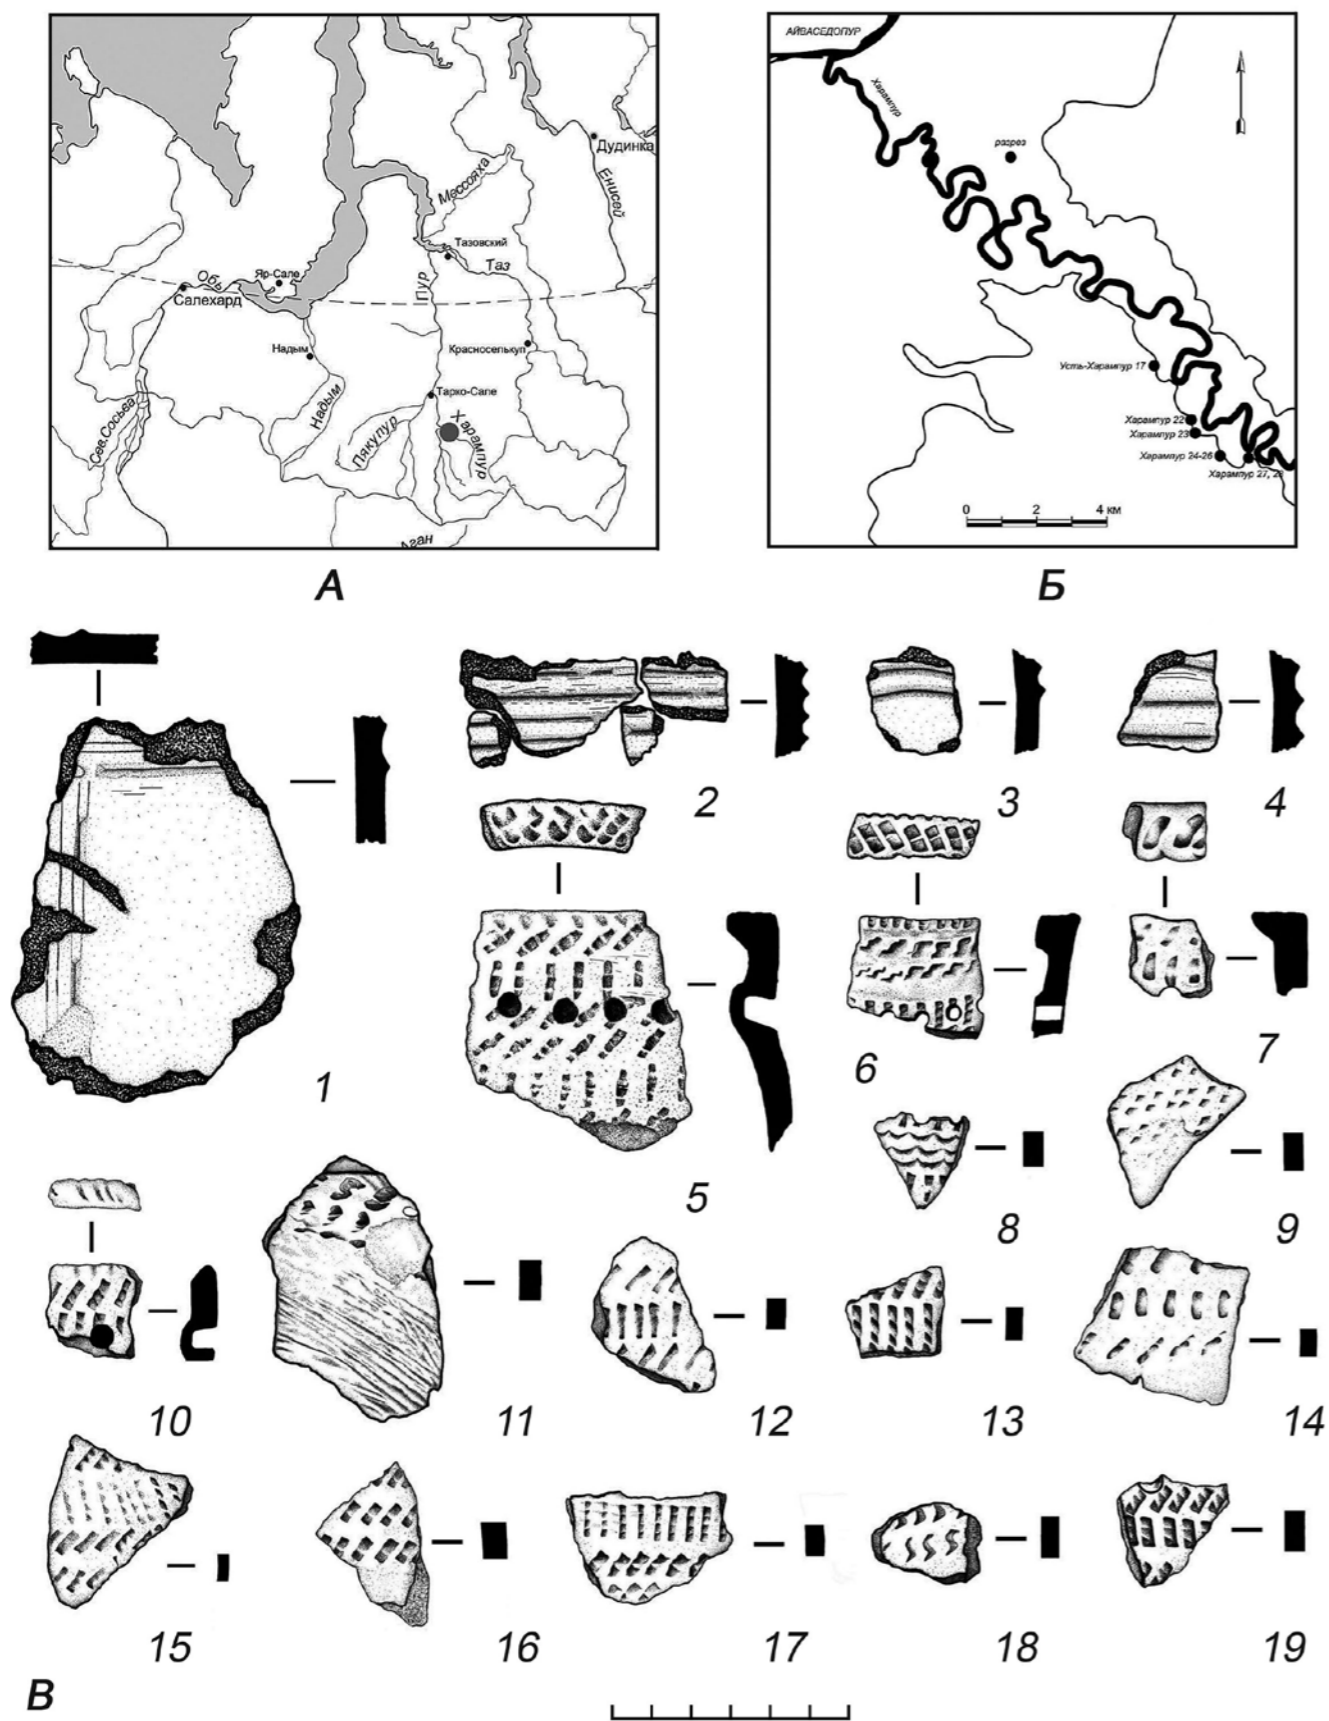 Дудинка
Мессояха
Енисей
Тазовский
Обь
Яр-Сале
Таз
Пур
Салехард
Надым
Красноселькуп
Тарко-Сале
Надым
Пякупур
Харампур
Сев.Сосьва
Аган
А
АЙВАСЕДОПУР
Харампур
разрез
Усть-Харампур 17
Харампур 22
Харампур 23
Харампур 24-26
Харампур 27, 28
0 2 4 км
Б
1
2
3
4
5
6
7
8
9
10
11
12
13
14
15
16
17
18
19
В